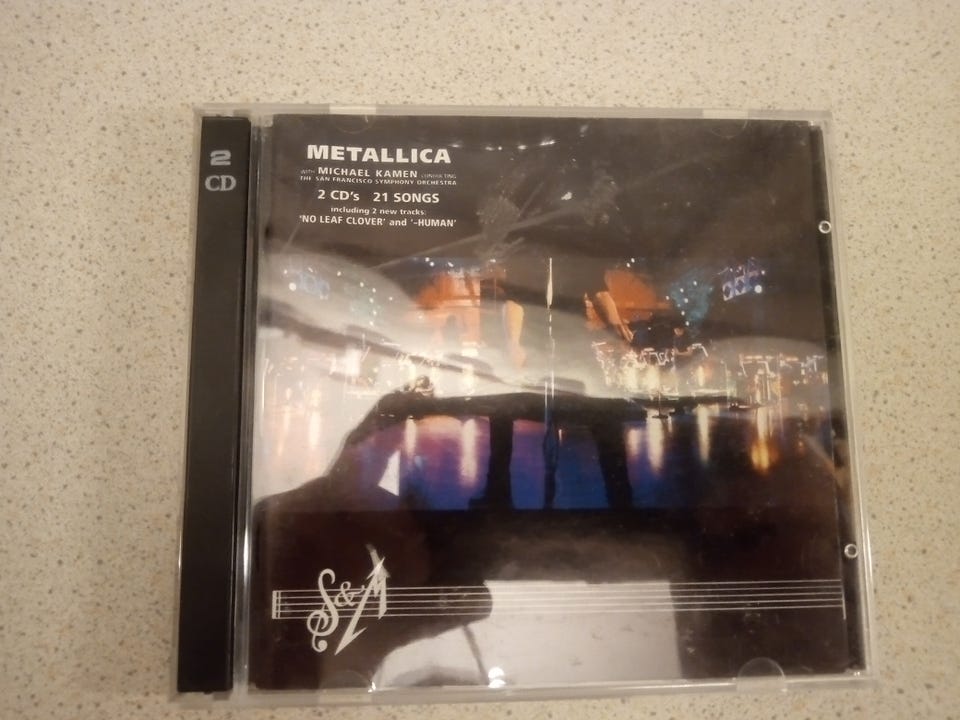 2
CD
METALLICA
WITH MICHAEL KAMEN CONDUCTING
THE SAN FRANCISCO SYMPHONY ORCHESTRA
2 CD's 21 SONGS
including 2 new tracks:
'NO LEAF CLOVER' and '-HUMAN'
S&M